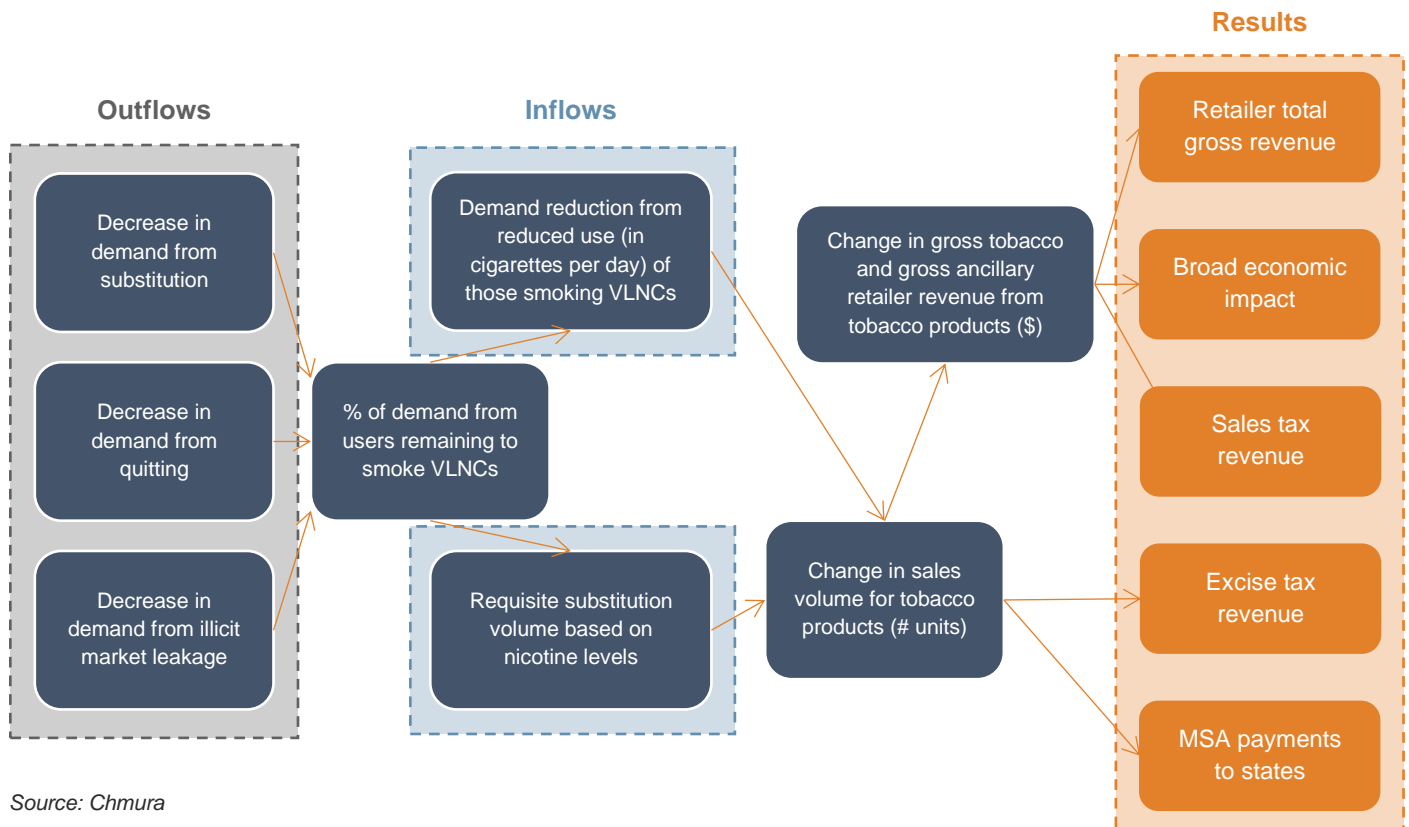 Results
Outflows
Inflows
Decrease in
demand from
substitution
Decrease in
demand from
quitting
Decrease in
demand from illicit
market leakage
% of demand from
users remaining to
smoke VLNCs
Demand reduction from
reduced use (in
cigarettes per day) of
those smoking VLNCs
Requisite substitution
volume based on
nicotine levels
Change in gross tobacco
and gross ancillary
retailer revenue from
tobacco products ($)
Change in sales
volume for tobacco
products (# units)
Retailer total
gross revenue
Broad economic
impact
Sales tax
revenue
Excise tax
revenue
MSA payments
to states
Source: Chmura